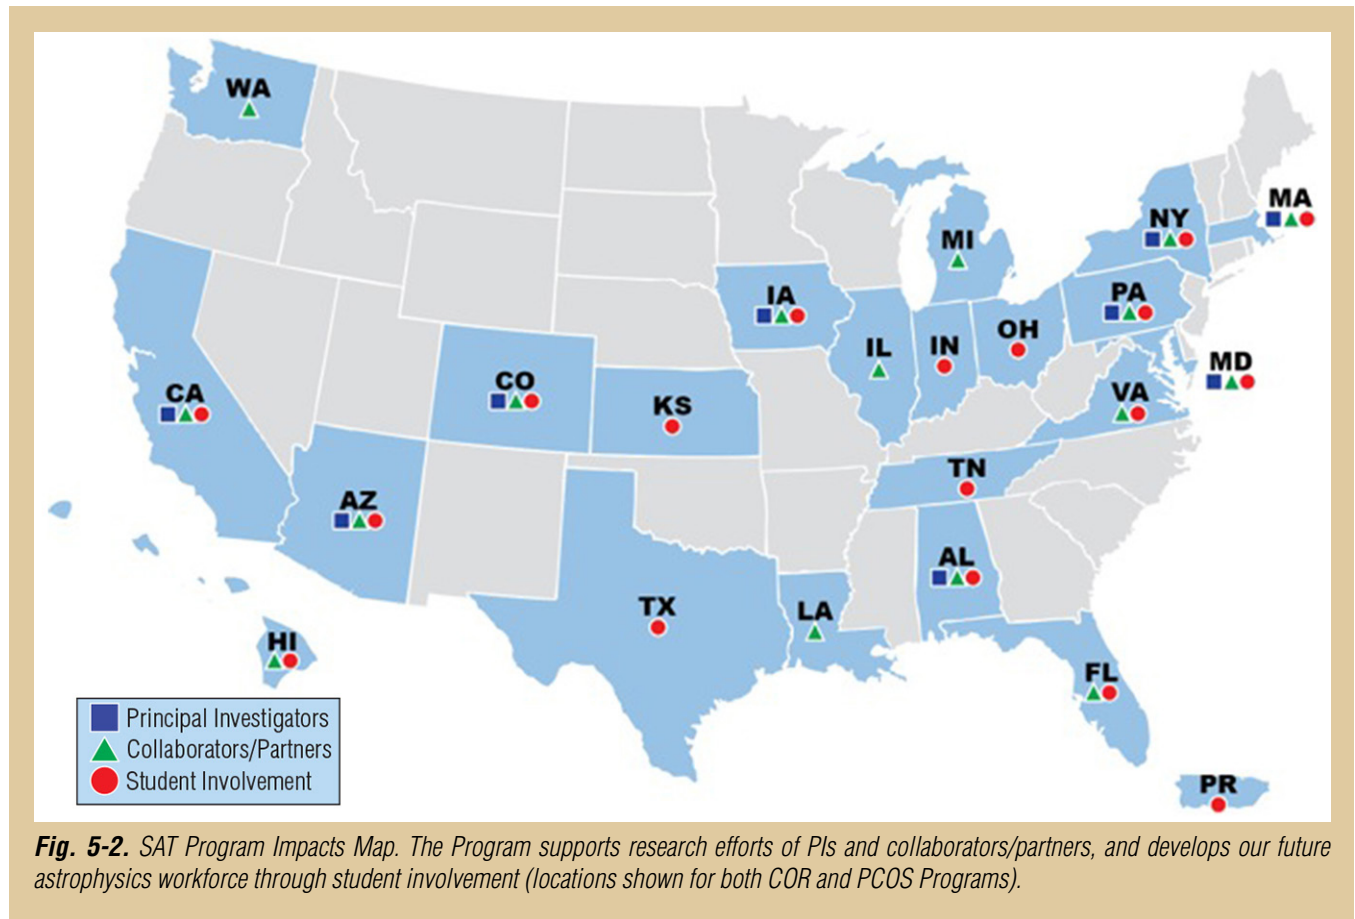 WA
MA
NY
MI
PA
IA
OH
IN
IL
MD
CO
CA
VA
KS
TN
AZ
AL
TX
LA
HI
FL
Principal Investigators
Collaborators/Partners
Student Involvement
PR
Fig. 5-2. SAT Program Impacts Map. The Program supports research efforts of PIs and collaborators/partners, and develops our future
astrophysics workforce through student involvement (locations shown for both COR and PCOS Programs).